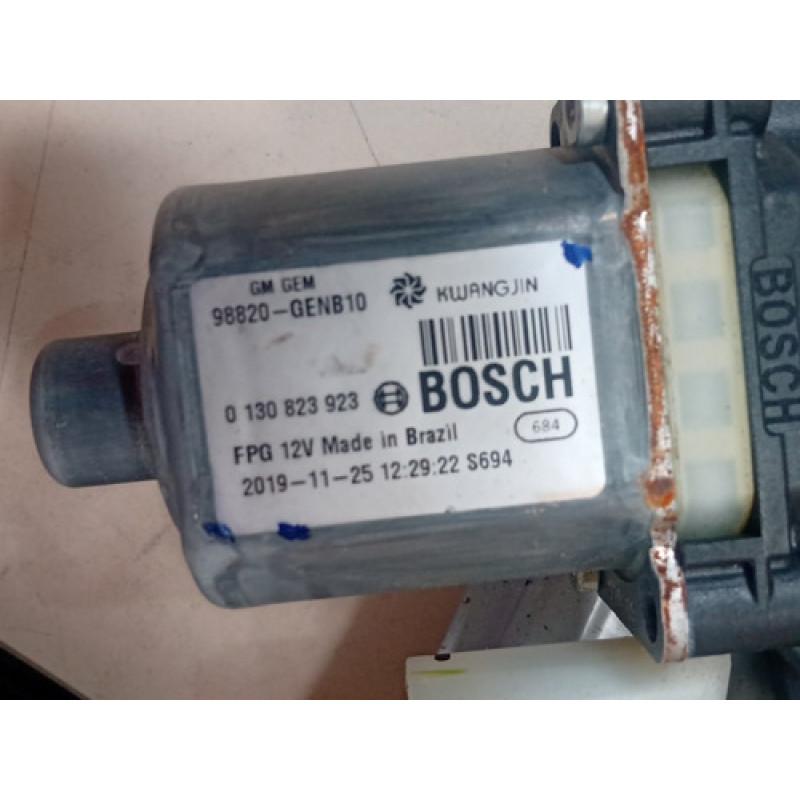 GM GEM
98820-GENB10
KWANGJIN
0 130 823 923
BOSCH
684
FPG 12V Made in Brazil
2019-11-25 12:29:22 S694
BOSCH